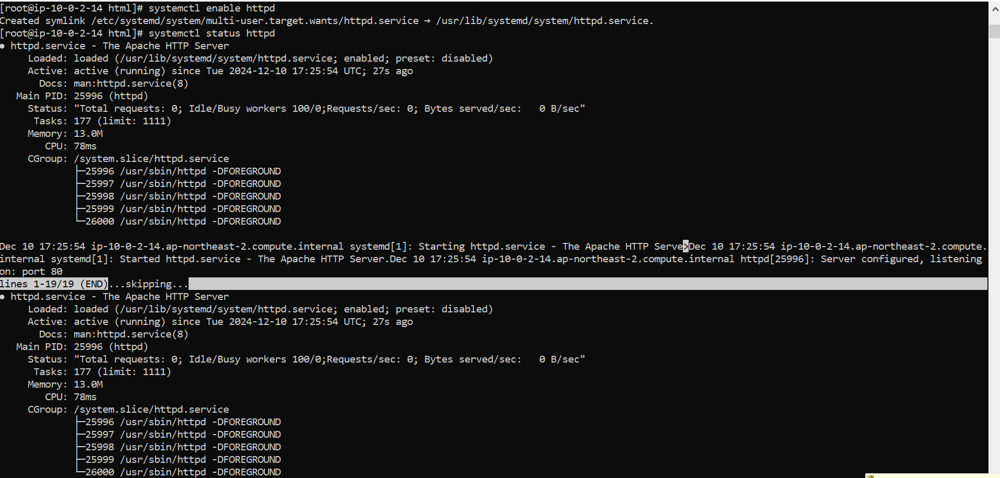 [root@ip-10-0-2-14 html]# systemctl enable httpd
Created symlink /etc/systemd/system/multi-user.target.wants/httpd.service → /usr/lib/systemd/system/httpd.service.
[root@ip-10-0-2-14 html]# systemctl status httpd
● httpd.service - The Apache HTTP Server
     Loaded: loaded (/usr/lib/systemd/system/httpd.service; enabled; preset: disabled)
     Active: active (running) since Tue 2024-12-10 17:25:54 UTC; 27s ago
       Docs: man:httpd.service(8)
   Main PID: 25996 (httpd)
     Status: "Total requests: 0; Idle/Busy workers 100/0;Requests/sec: 0; Bytes served/sec:   0 B/sec"
      Tasks: 177 (limit: 1111)
     Memory: 13.0M
        CPU: 78ms
     CGroup: /system.slice/httpd.service
             ├─25996 /usr/sbin/httpd -DFOREGROUND
             ├─25997 /usr/sbin/httpd -DFOREGROUND
             ├─25998 /usr/sbin/httpd -DFOREGROUND
             ├─25999 /usr/sbin/httpd -DFOREGROUND
             └─26000 /usr/sbin/httpd -DFOREGROUND
Dec 10 17:25:54 ip-10-0-2-14.ap-northeast-2.compute.internal systemd[1]: Starting httpd.service - The Apache HTTP Serve>Dec 10 17:25:54 ip-10-0-2-14.ap-northeast-2.compute.
internal systemd[1]: Started httpd.service - The Apache HTTP Server.Dec 10 17:25:54 ip-10-0-2-14.ap-northeast-2.compute.internal httpd[25996]: Server configured, listening
on: port 80
lines 1-19/19 (END)...skipping...
● httpd.service - The Apache HTTP Server
     Loaded: loaded (/usr/lib/systemd/system/httpd.service; enabled; preset: disabled)
     Active: active (running) since Tue 2024-12-10 17:25:54 UTC; 27s ago
       Docs: man:httpd.service(8)
   Main PID: 25996 (httpd)
     Status: "Total requests: 0; Idle/Busy workers 100/0;Requests/sec: 0; Bytes served/sec:   0 B/sec"
      Tasks: 177 (limit: 1111)
     Memory: 13.0M
        CPU: 78ms
     CGroup: /system.slice/httpd.service
             ├─25996 /usr/sbin/httpd -DFOREGROUND
             ├─25997 /usr/sbin/httpd -DFOREGROUND
             ├─25998 /usr/sbin/httpd -DFOREGROUND
             ├─25999 /usr/sbin/httpd -DFOREGROUND
             └─26000 /usr/sbin/httpd -DFOREGROUND